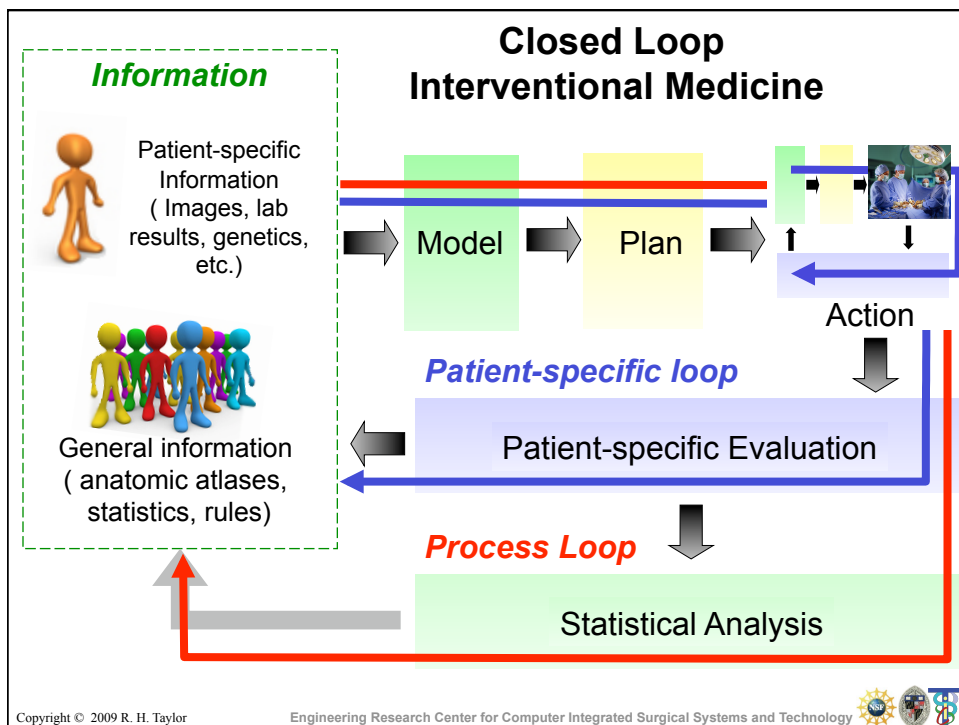 Closed Loop
Interventional Medicine
Information
Patient-specific
Information
( Images, lab
results, genetics,
etc.)
Model
Plan
Action
General information
( anatomic atlases,
statistics, rules)
Patient-specific loop
Patient-specific Evaluation
Process Loop
Statistical Analysis
Copyright © 2009 R. H. Taylor
Engineering Research Center for Computer Integrated Surgical Systems and Technology
NSF